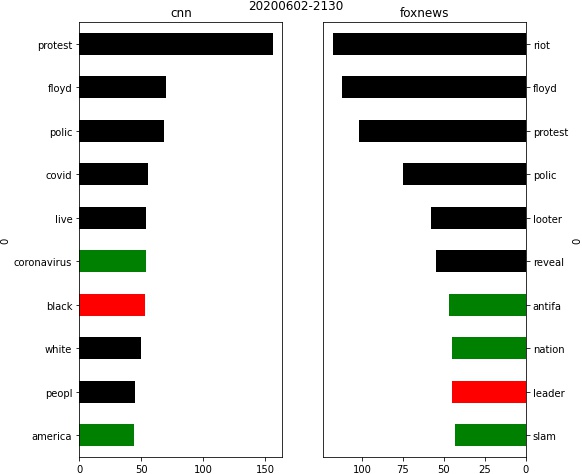 20200602-2130
cnn
foxnews
protest
floyd
polic
covid
live
coronavirus
black
white
peopl
america
0
0 50 100 150
riot
floyd
protest
polic
looter
reveal
antifa
nation
leader
slam
0
100 75 50 25 0